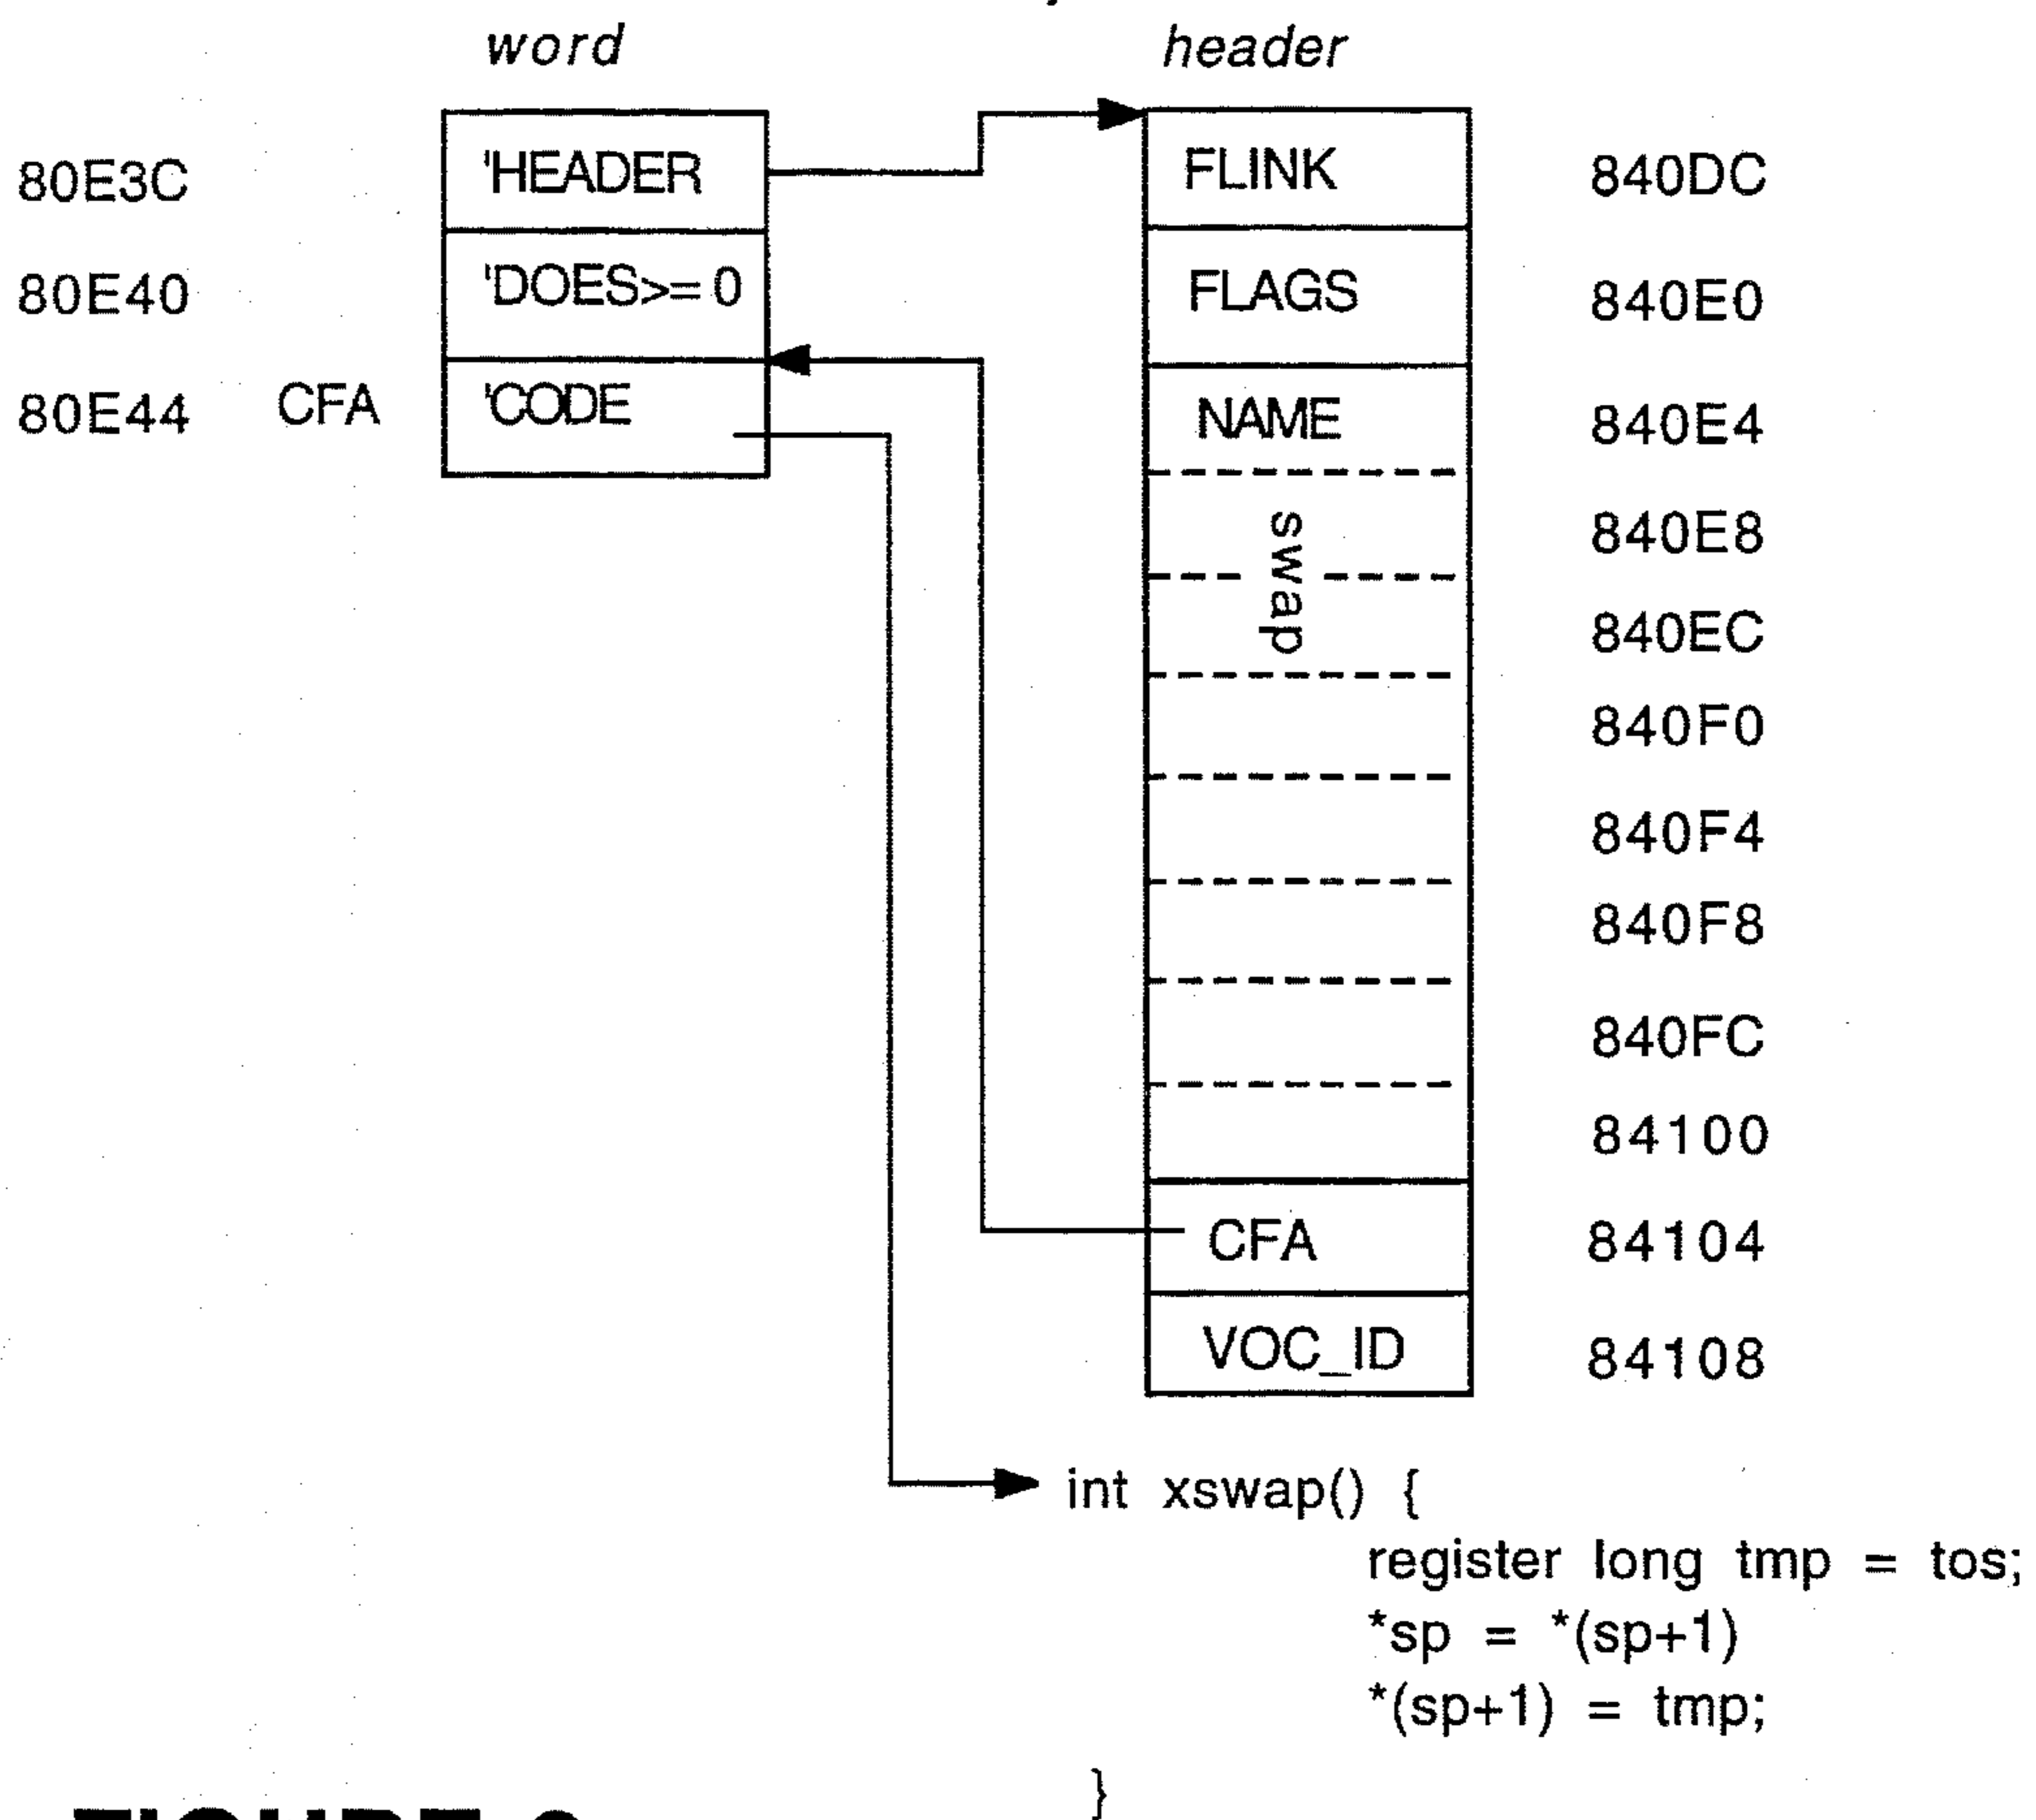 word
header
80E3C
'HEADER
FLINK
840DC
80E40
'DOES>= 0
FLAGS
840E0
80E44 CFA
'CODE
NAME
840E4
swap
840E8
840EC
840F0
840F4
840F8
840FC
84100
CFA
84104
VOC_ID
84108
int xswap() {
register long tmp = tos;
*sp = *(sp+1)
*(sp+1) = tmp;
}